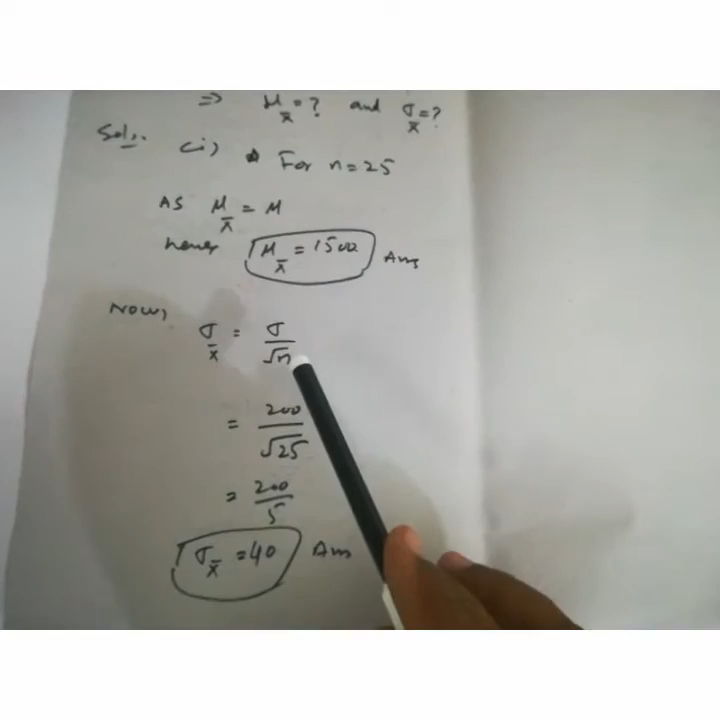 => μx̄ = ? and σx̄ = ?
Soln. (i) For n=25
As μx̄ = μ
hence μx̄ = 1500 Ans
Now, σx̄ = σ/√n
= 200/√25
= 200/5
σx̄ = 40 Ans